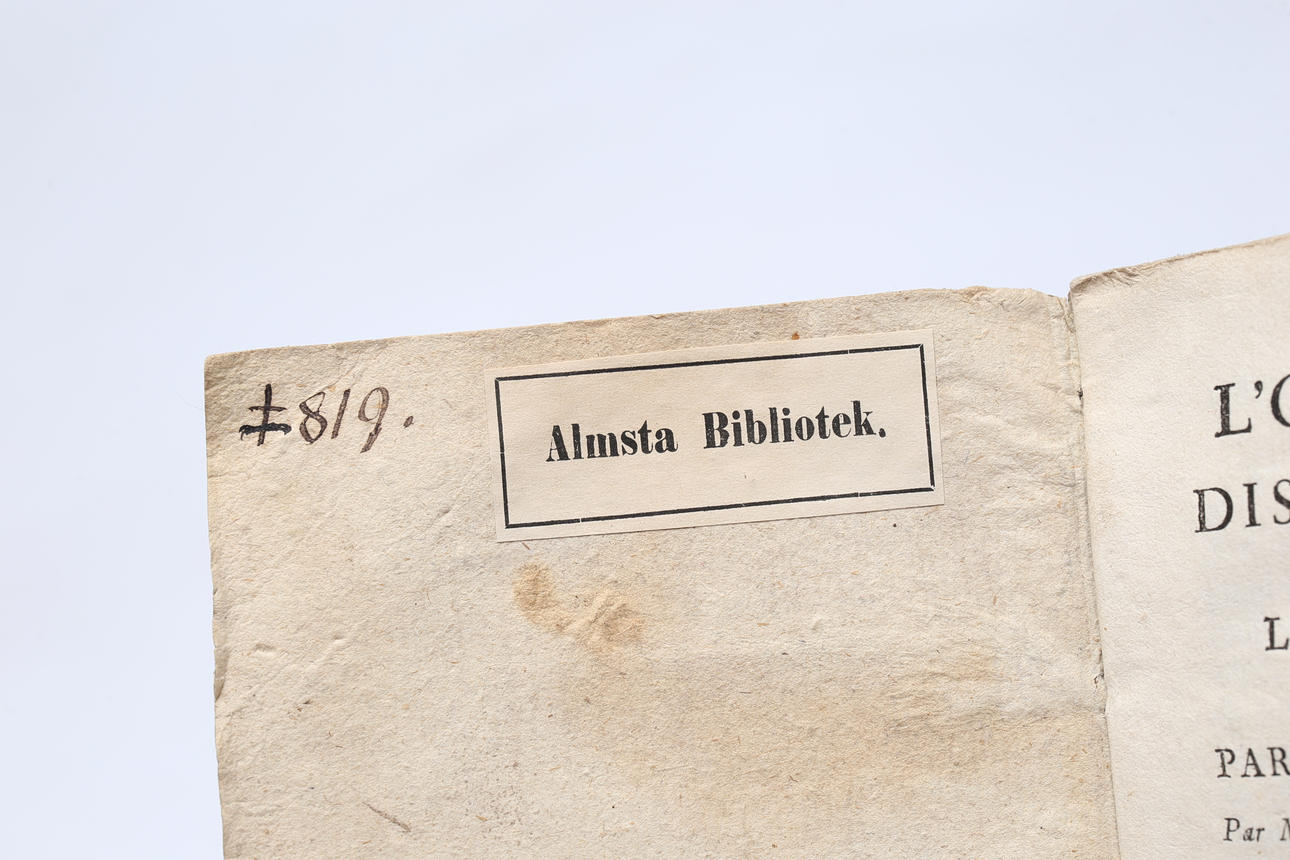 ‡819.
Almsta Bibliotek.
L'
DIS
L
PAR
Par